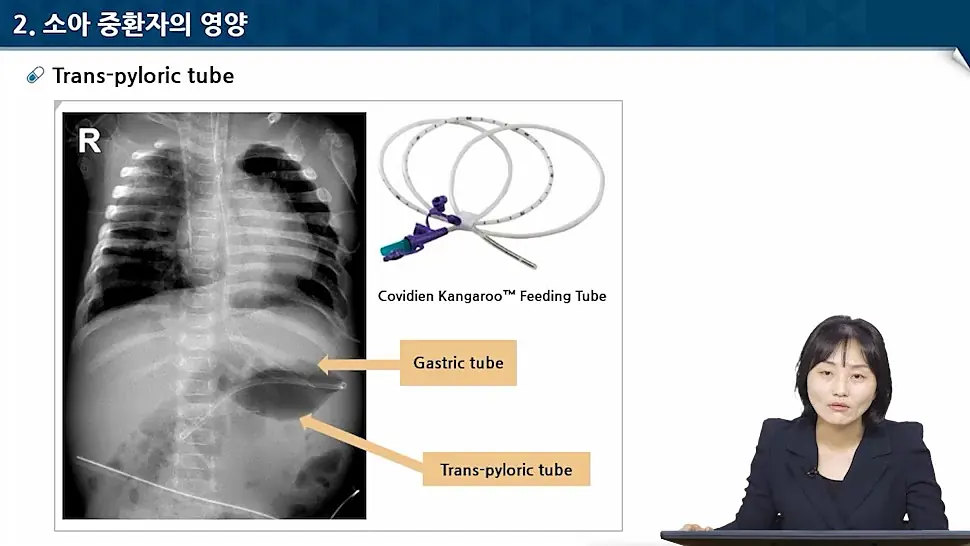 2. 소아 중환자의 영양
Trans-pyloric tube
R
Covidien Kangaroo™ Feeding Tube
Gastric tube
Trans-pyloric tube